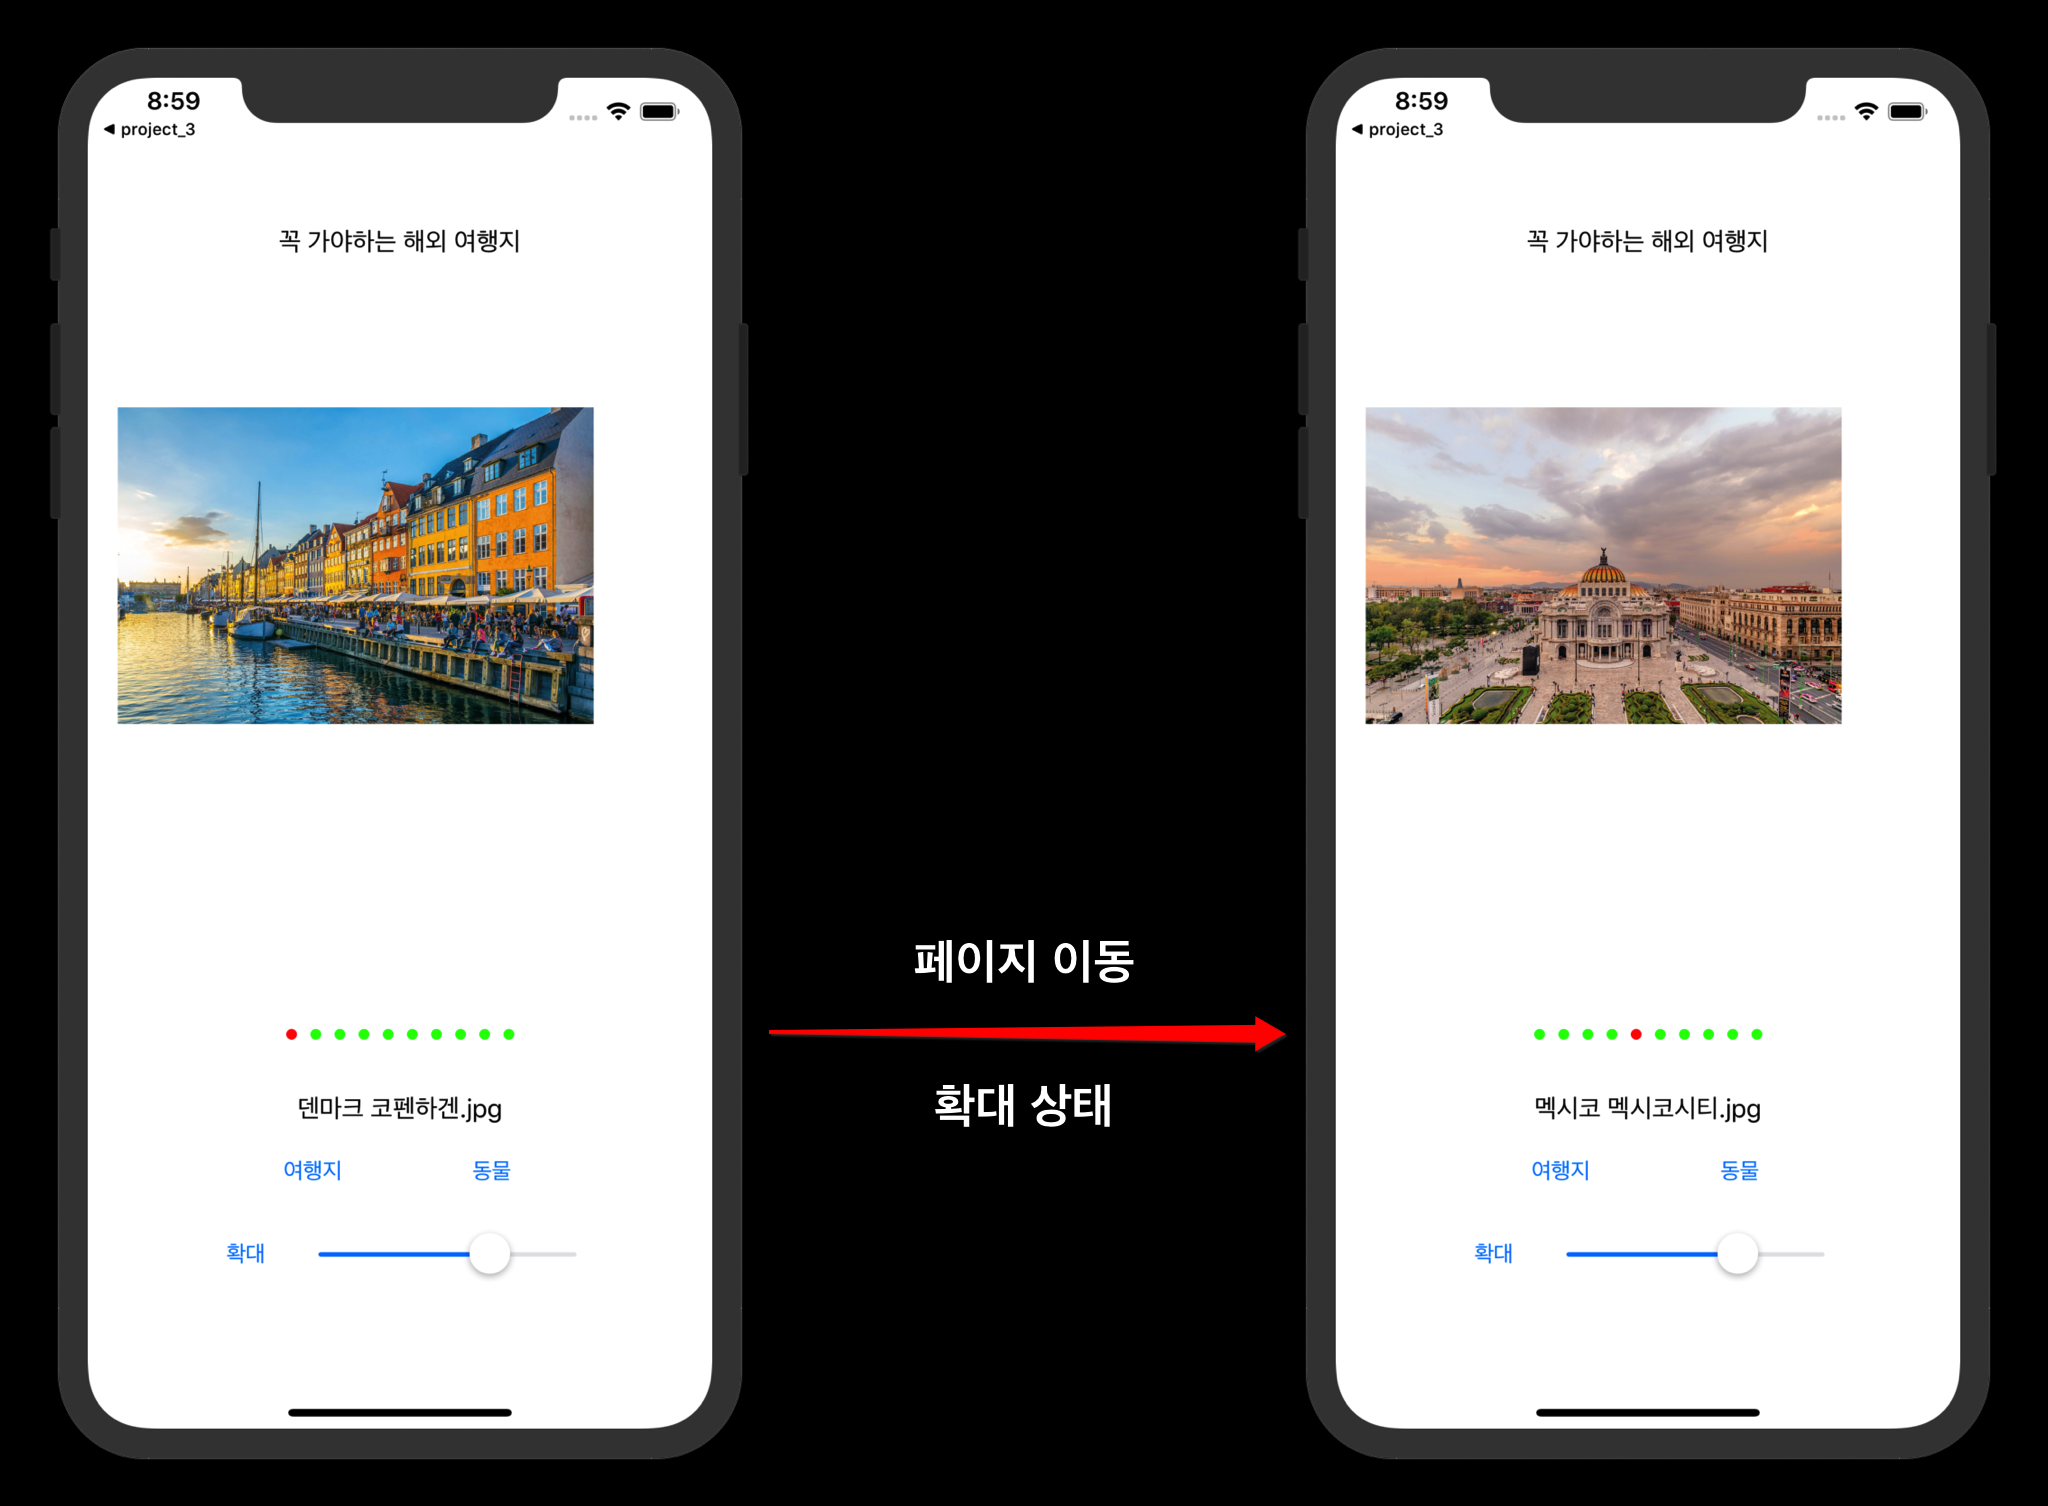 8:59
◀ project_3
꼭 가야하는 해외 여행지
덴마크 코펜하겐.jpg
여행지 동물
확대
페이지 이동
확대 상태
8:59
◀ project_3
꼭 가야하는 해외 여행지
멕시코 멕시코시티.jpg
여행지 동물
확대